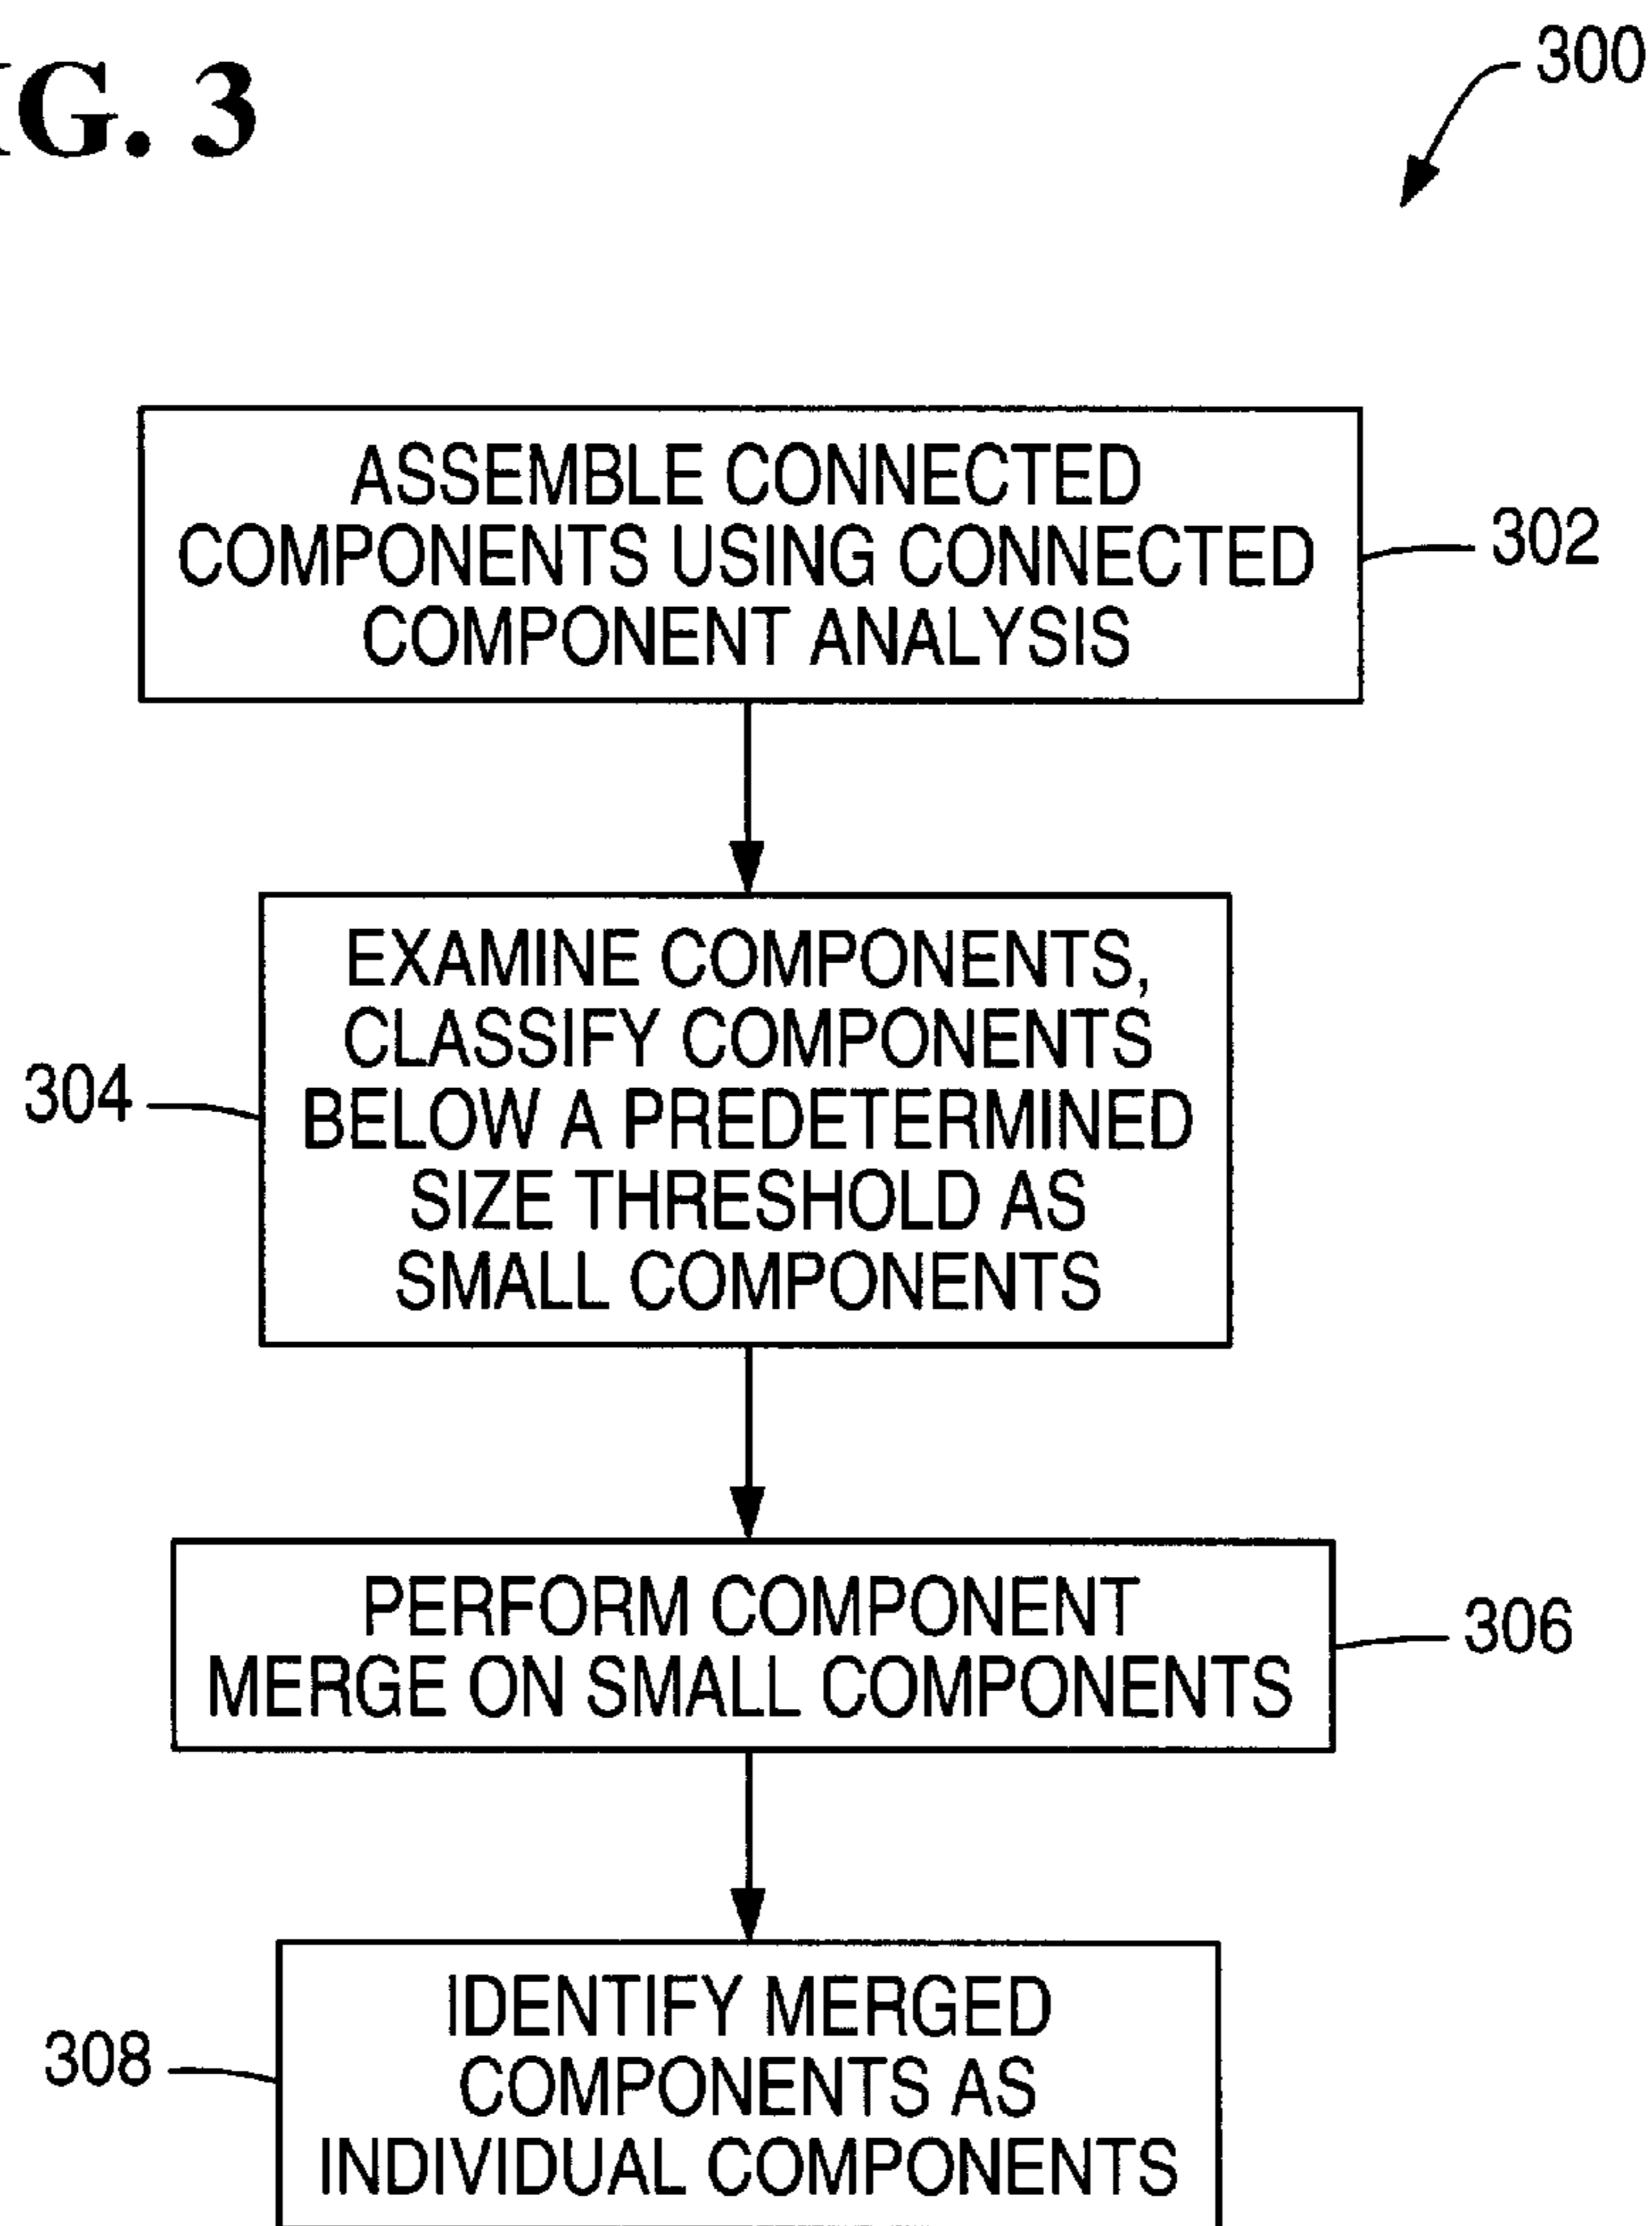 G. 3
300
ASSEMBLE CONNECTED
COMPONENTS USING CONNECTED
COMPONENT ANALYSIS
302
EXAMINE COMPONENTS,
CLASSIFY COMPONENTS
BELOW A PREDETERMINED
SIZE THRESHOLD AS
SMALL COMPONENTS
304
PERFORM COMPONENT
MERGE ON SMALL COMPONENTS
306
IDENTIFY MERGED
COMPONENTS AS
INDIVIDUAL COMPONENTS
308